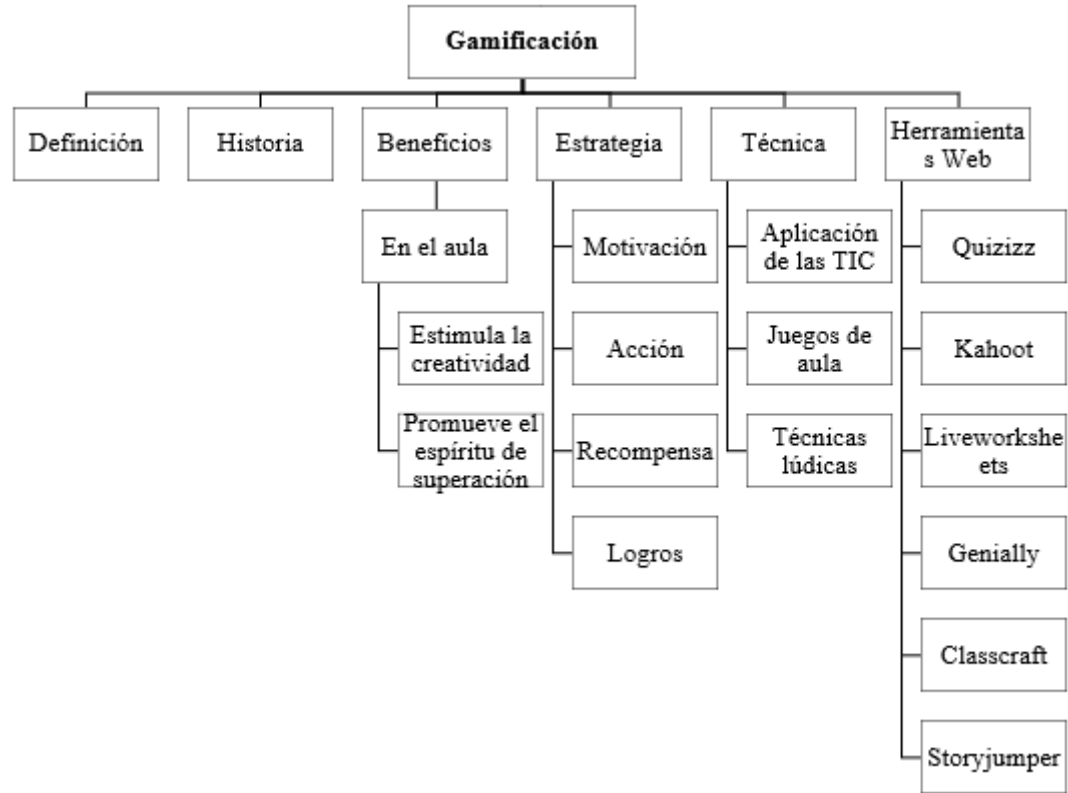 Gamificación
Definición
Historia
Beneficios
Estrategia
Técnica
Herramienta
s Web
En el aula
Estimula la
creatividad
Promueve el
espíritu de
superación
Motivación
Acción
Recompensa
Logros
Aplicación
de las TIC
Juegos de
aula
Técnicas
lúdicas
Quizizz
Kahoot
Liveworkshe
ets
Genially
Classcraft
Storyjumper